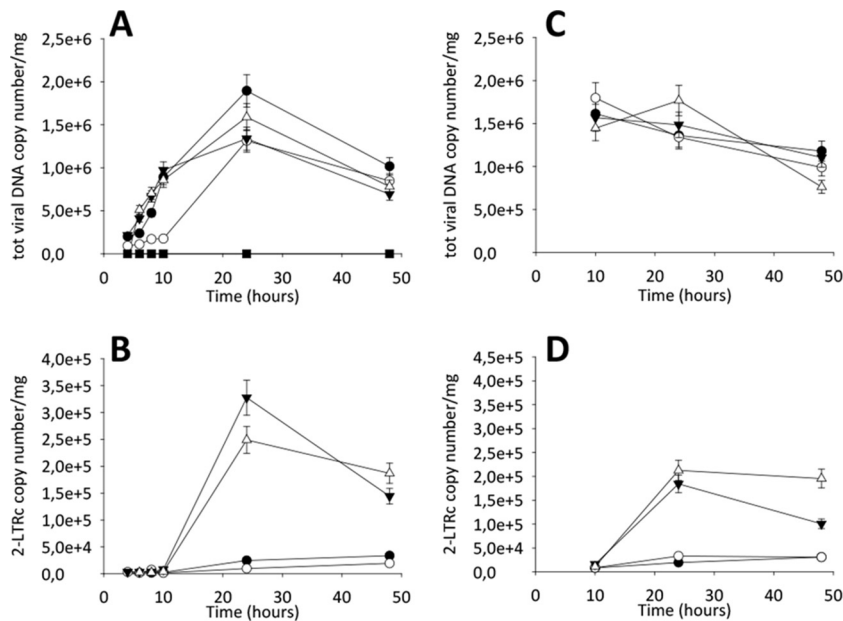 A
tot viral DNA copy number/mg
2,5e+6
2,0e+6
1,5e+6
1,0e+6
5,0e+5
0,0
0 10 20 30 40 50
Time (hours)
B
2-LTRc copy number/mg
4,0e+5
3,5e+5
3,0e+5
2,5e+5
2,0e+5
1,5e+5
1,0e+5
5,0e+4
0,0
0 10 20 30 40 50
Time (hours)
C
tot viral DNA copy number/mg
2,5e+6
2,0e+6
1,5e+6
1,0e+6
5,0e+5
0,0
0 10 20 30 40 50
Time (hours)
D
2-LTRc copy number/mg
4,5e+5
4,5e+5
3,5e+5
3,0e+5
2,5e+5
2,0e+5
1,5e+5
1,0e+5
5,0e+4
0,0
0 10 20 30 40 50
Time (hours)